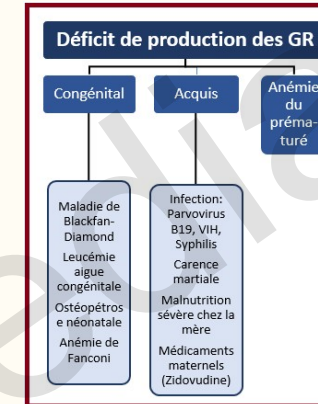 Déficit de production des GR
Congénital
Acquis
Anémie
du
préma-
turé
Maladie de
Blackfan-
Diamond
Leucémie
aigue
congénitale
Ostéopétros
e néonatale
Anémie de
Fanconi
Infection:
Parvovirus
B19, VIH,
Syphilis
Carence
martiale
Malnutrition
sévère chez la
mère
Médicaments
maternels
(Zidovudine)